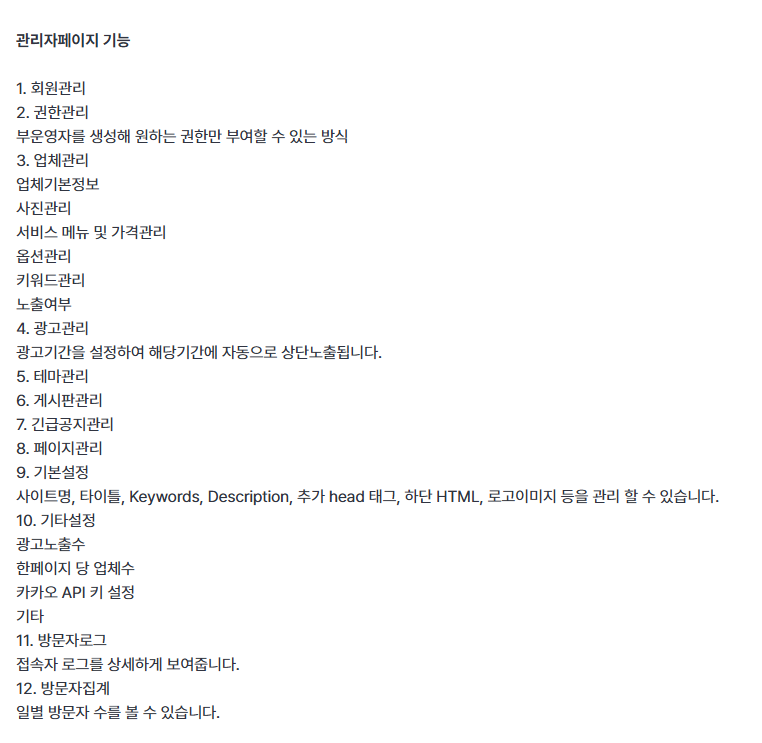 관리자페이지 기능
1. 회원관리
2. 권한관리
부운영자를 생성해 원하는 권한만 부여할 수 있는 방식
3. 업체관리
업체기본정보
사진관리
서비스 메뉴 및 가격관리
옵션관리
키워드관리
노출여부
4. 광고관리
광고기간을 설정하여 해당기간에 자동으로 상단노출됩니다.
5. 테마관리
6. 게시판관리
7. 긴급공지관리
8. 페이지관리
9. 기본설정
사이트명, 타이틀, Keywords, Description, 추가 head 태그, 하단 HTML, 로고이미지 등을 관리 할 수 있습니다.
10. 기타설정
광고노출수
한페이지 당 업체수
카카오 API 키 설정
기타
11. 방문자로그
접속자 로그를 상세하게 보여줍니다.
12. 방문자집계
일별 방문자 수를 볼 수 있습니다.